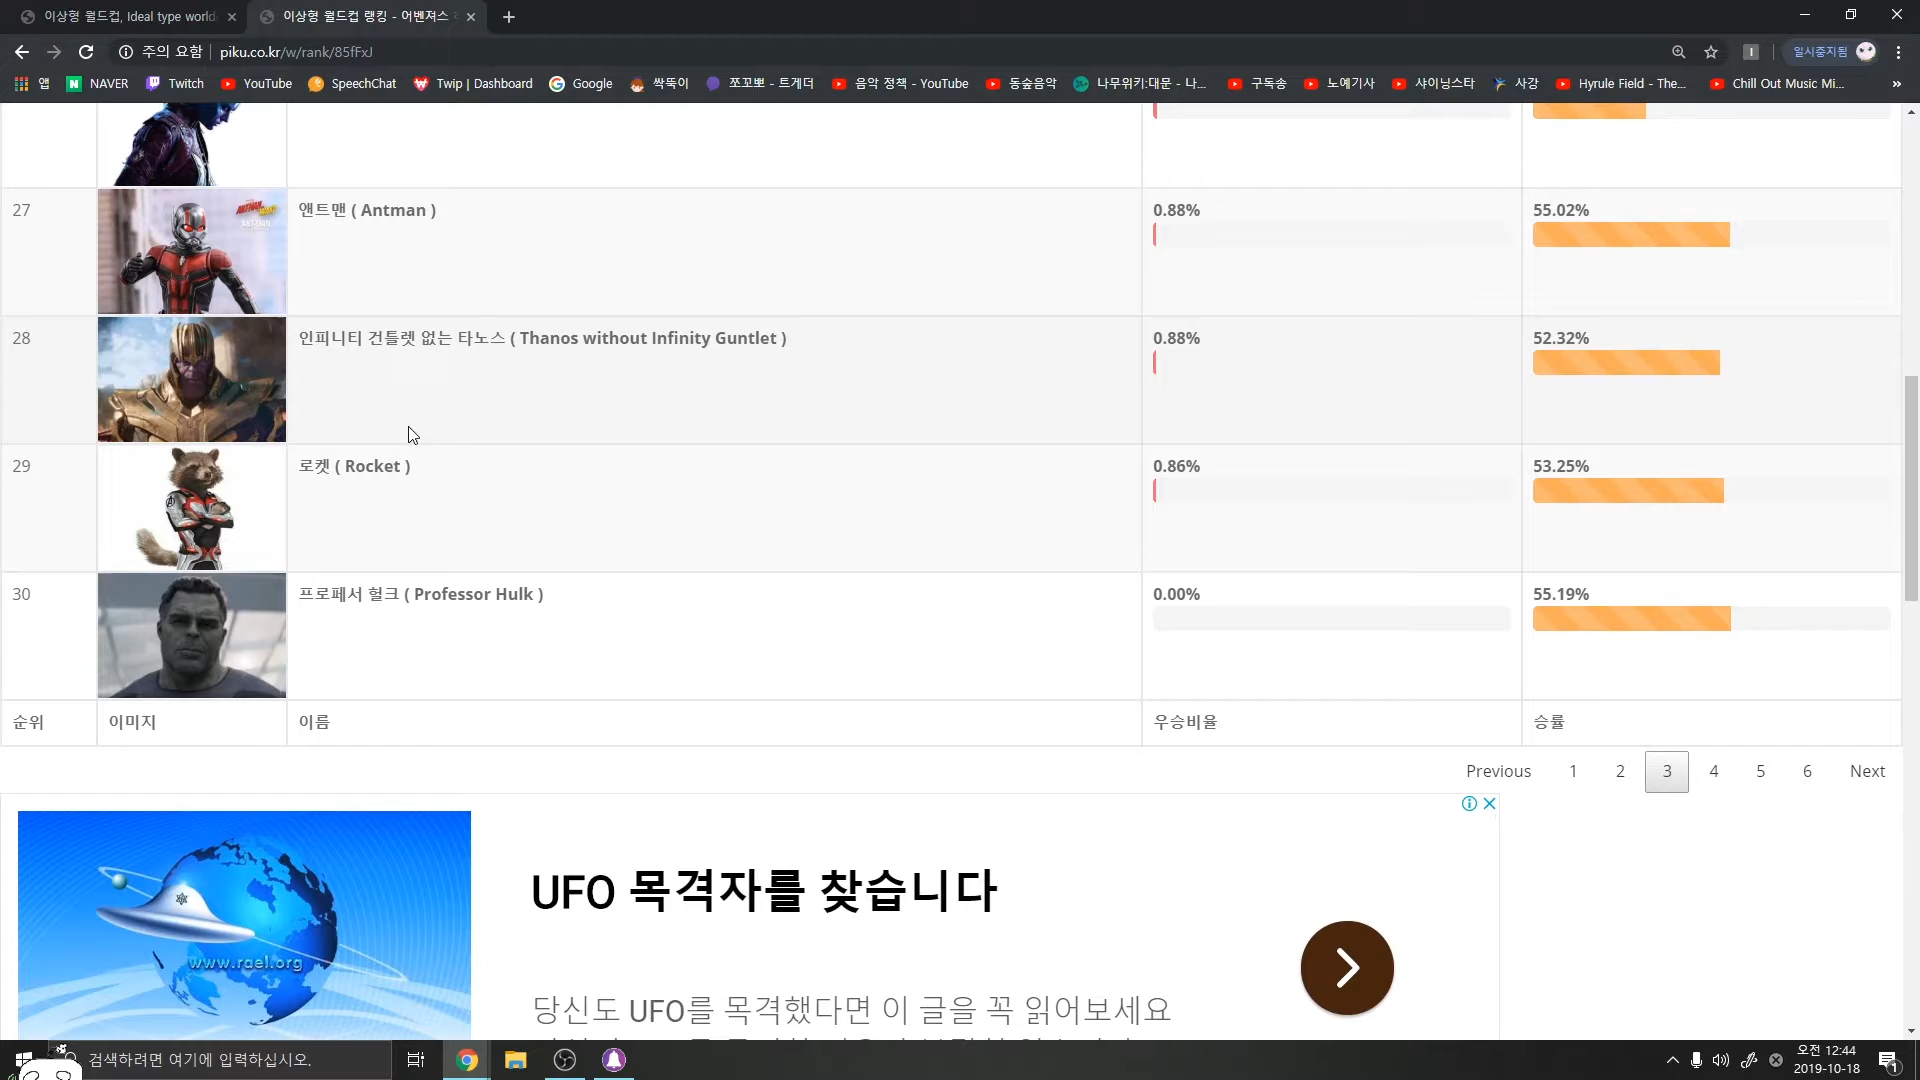 이상형 월드컵, Ideal type world
이상형 월드컵 랭킹 - 어벤져스
주의 요함 piku.co.kr/w/rank/85fFxJ 일시중지됨
앱 NAVER Twitch YouTube SpeechChat Twip | Dashboard Google 싹뚝이 쪼꼬뽀 - 트게더 음악 정책 - YouTube 동숲음악 나무위키:대문 - 나... 구독송 노예기사 샤이닝스타 사강 Hyrule Field - The... Chill Out Music Mi... »
27 앤트맨 ( Antman ) 0.88% 55.02%
28 인피니티 건틀렛 없는 타노스 ( Thanos without Infinity Guntlet ) 0.88% 52.32%
29 로켓 ( Rocket ) 0.86% 53.25%
30 프로페서 헐크 ( Professor Hulk ) 0.00% 55.19%
순위 이미지 이름 우승비율 승률
Previous 1 2 3 4 5 6 Next
UFO 목격자를 찾습니다
www.rael.org
당신도 UFO를 목격했다면 이 글을 꼭 읽어보세요
검색하려면 여기에 입력하십시오.
오전 12:44
2019-10-18
1